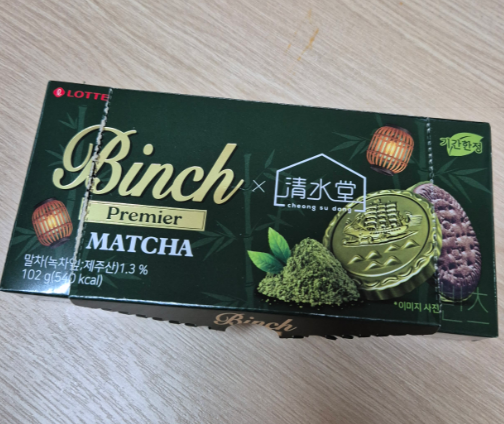 LOTTE
Binch
Premier
MATCHA
×
清水堂
cheong su dang
기간한정
말차(녹차잎:제주산)1.3 %
102 g(540 kcal)
*이미지 사진
Binch